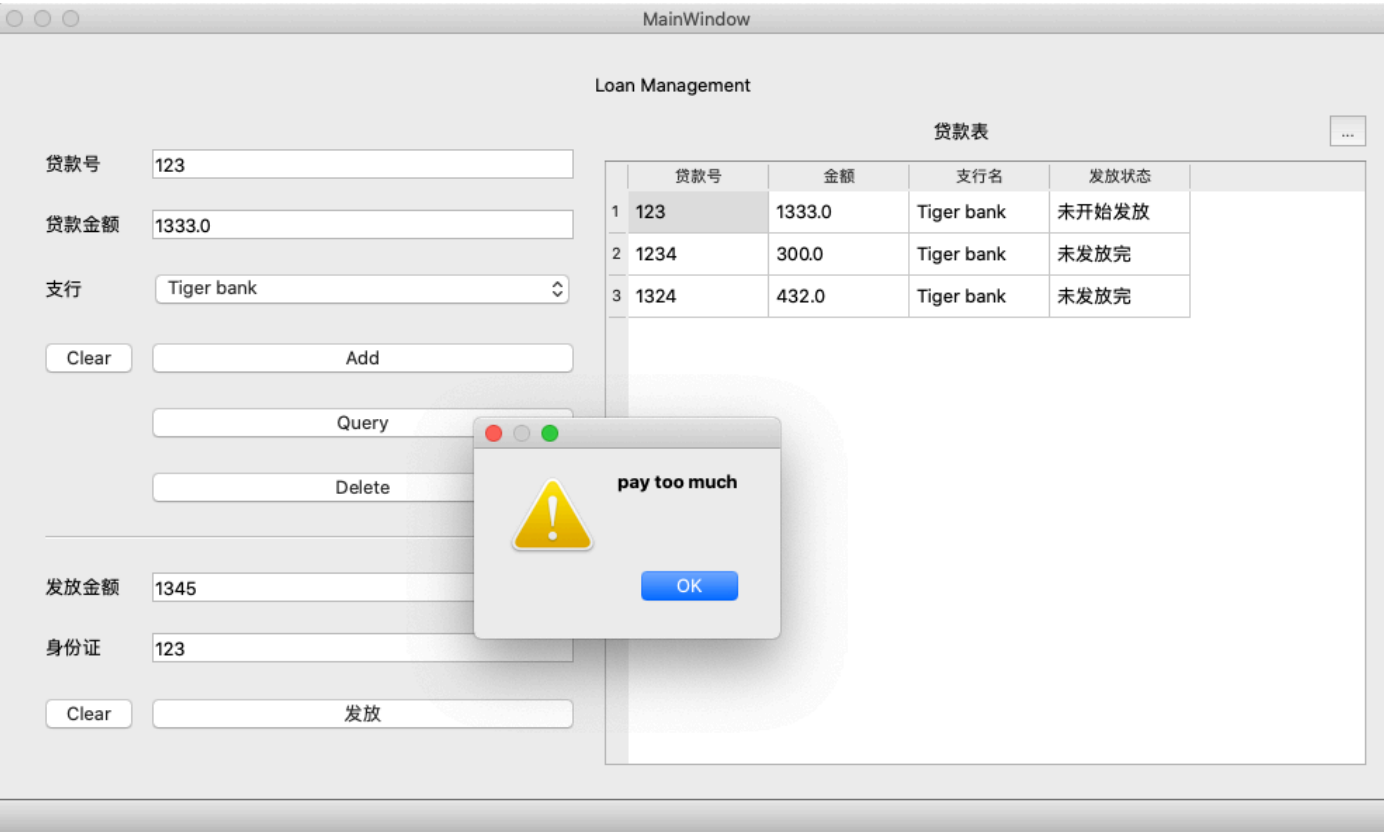 MainWindow
Loan Management
贷款号 123
贷款金额 1333.0
支行 Tiger bank
Clear Add
Query
Delete
发放金额 1345
身份证 123
Clear 发放
贷款表 ...
贷款号 金额 支行名 发放状态
1 123 1333.0 Tiger bank 未开始发放
2 1234 300.0 Tiger bank 未发放完
3 1324 432.0 Tiger bank 未发放完
pay too much
OK